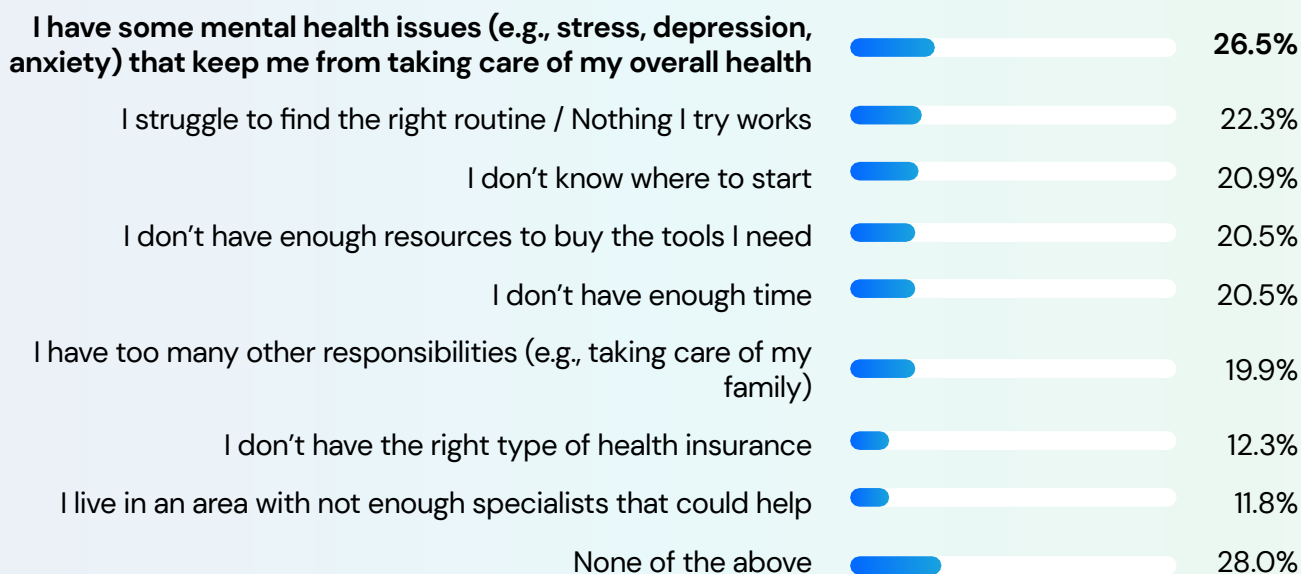 I have some mental health issues (e.g., stress, depression,
anxiety) that keep me from taking care of my overall health
26.5%
I struggle to find the right routine / Nothing I try works
22.3%
I don't know where to start
20.9%
I don't have enough resources to buy the tools I need
20.5%
I don't have enough time
20.5%
I have too many other responsibilities (e.g., taking care of my
family)
19.9%
I don't have the right type of health insurance
12.3%
I live in an area with not enough specialists that could help
11.8%
None of the above
28.0%